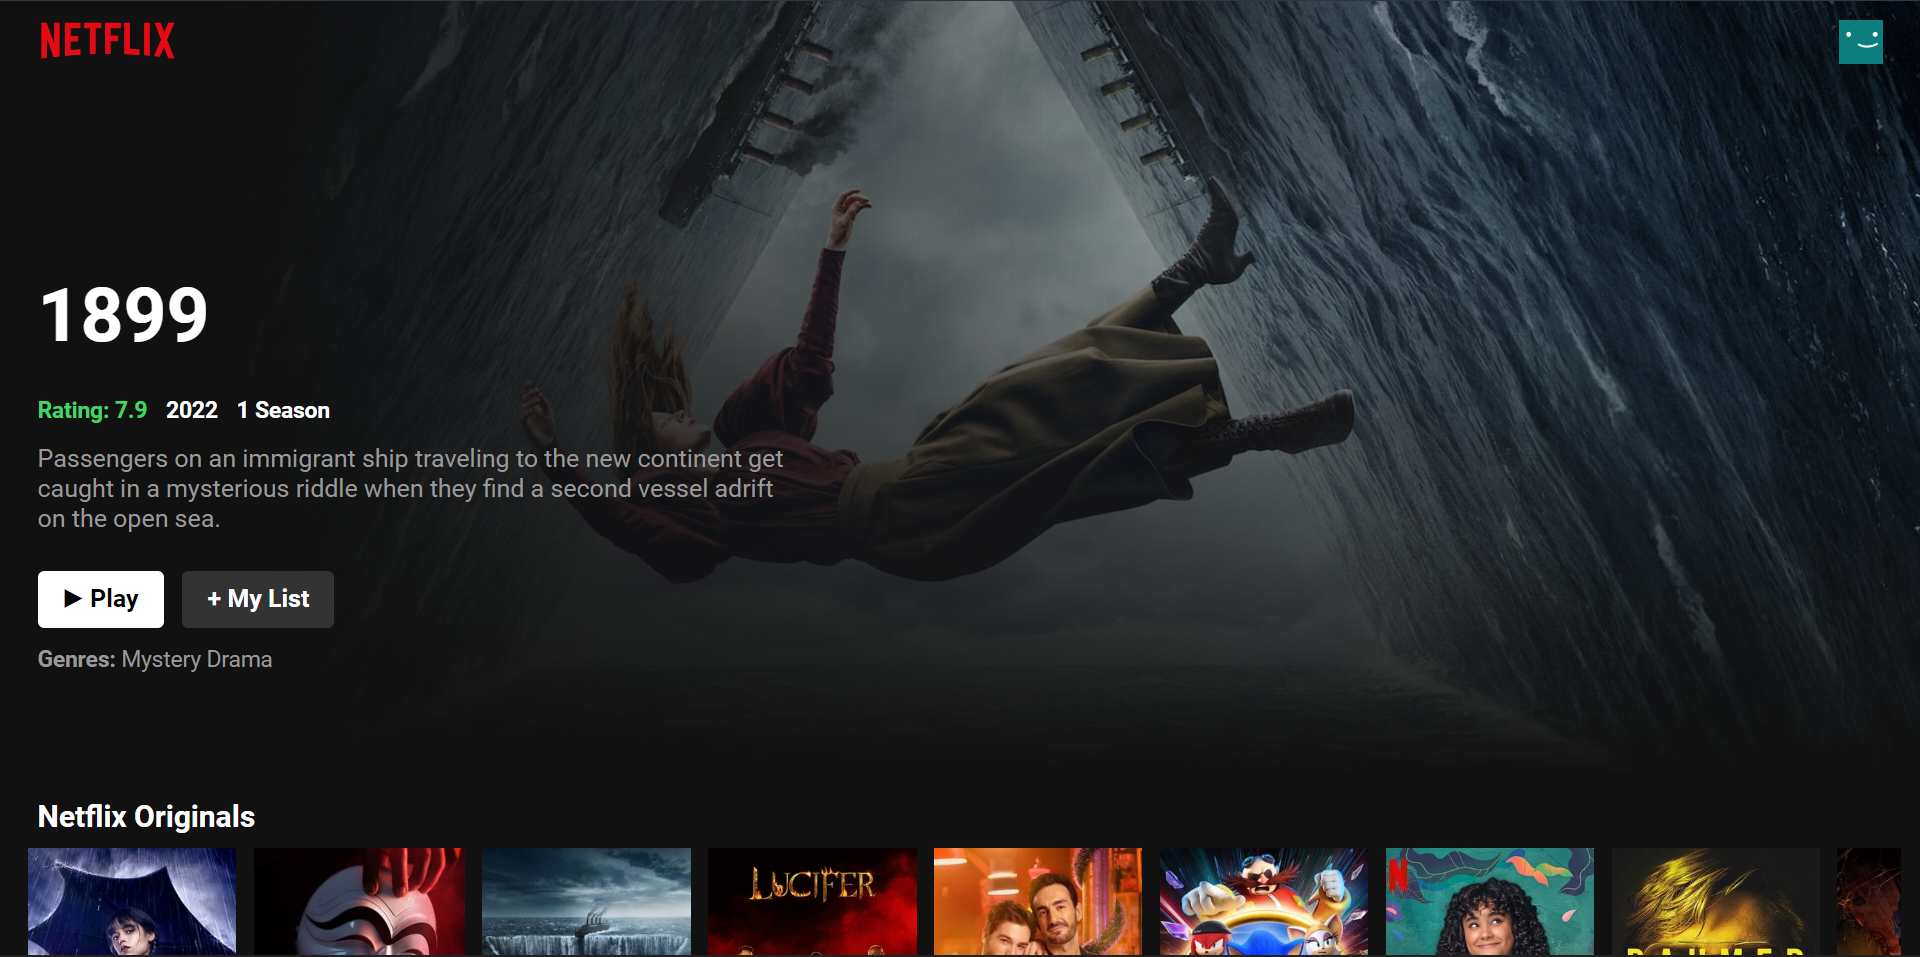 NETFLIX
1899
Rating: 7.9 2022 1 Season
Passengers on an immigrant ship traveling to the new continent get
caught in a mysterious riddle when they find a second vessel adrift
on the open sea.
▶ Play + My List
Genres: Mystery Drama
Netflix Originals
LUCIFER
N
DAHMER